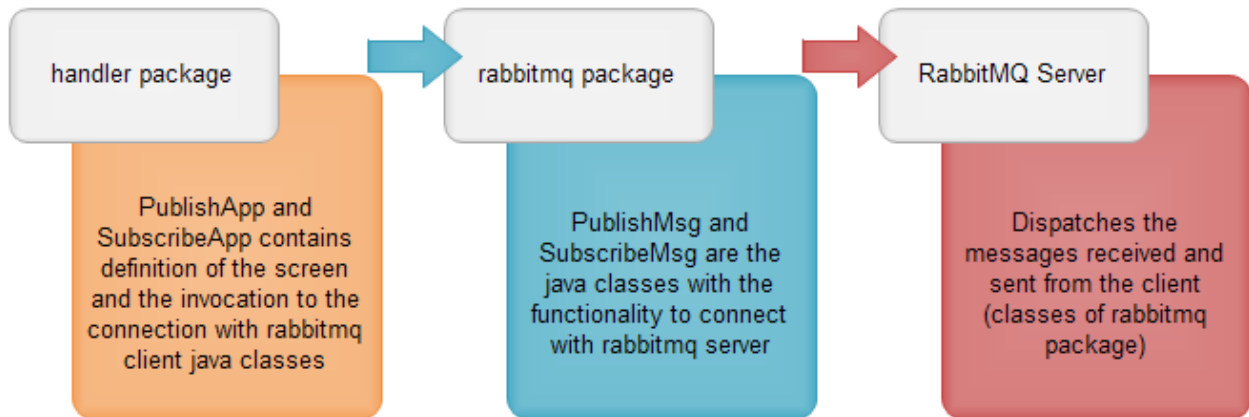 handler package
PublishApp and
SubscribeApp contains
definition of the screen
and the invocation to the
connection with rabbitmq
client java classes
rabbitmq package
PublishMsg and
SubscribeMsg are the
java classes with the
functionality to connect
with rabbitmq server
RabbitMQ Server
Dispatches the
messages received and
sent from the client
(classes of rabbitmq
package)